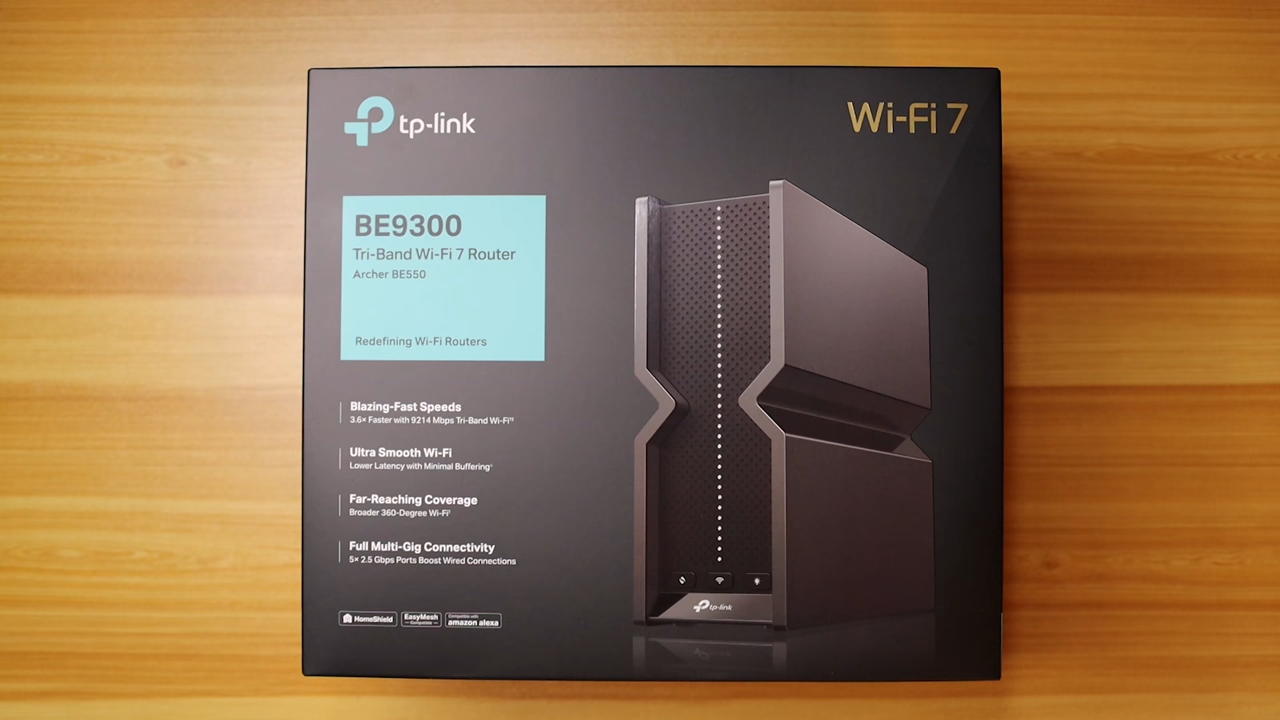 tp-link
Wi-Fi 7
BE9300
Tri-Band Wi-Fi 7 Router
Archer BE550
Redefining Wi-Fi Routers
Blazing-Fast Speeds
3.6× Faster with 9214 Mbps Tri-Band Wi-Fi
Ultra Smooth Wi-Fi
Lower Latency with Minimal Buffering
Far-Reaching Coverage
Broader 360-Degree Wi-Fi
Full Multi-Gig Connectivity
5× 2.5 Gbps Ports Boost Wired Connections
tp-link
HomeShield
EasyMesh
Compatible
Compatible with
amazon alexa